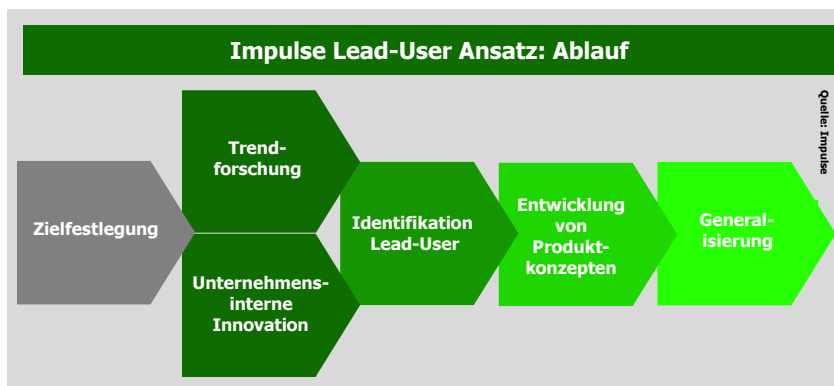 Impulse Lead-User Ansatz: Ablauf
Quelle: Impulse
Zielfestlegung
Trend-
forschung
Unternehmens-
interne
Innovation
Identifikation
Lead-User
Entwicklung
von
Produkt-
konzepten
General-
isierung